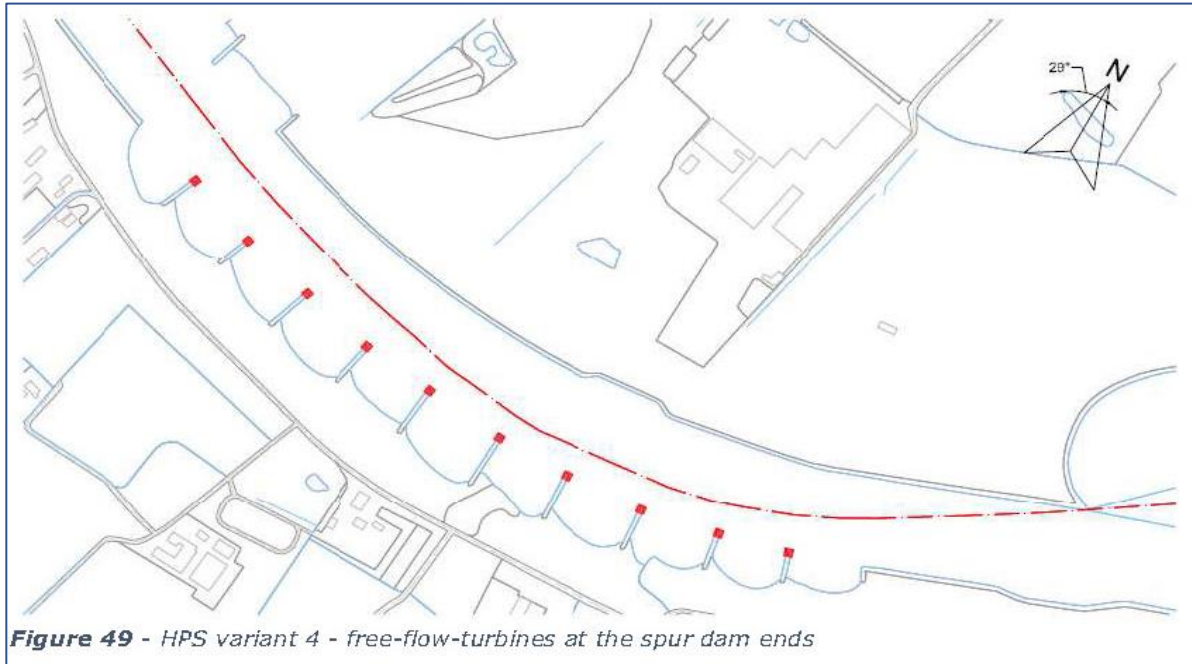 29°
N
Figure 49 - HPS variant 4 - free-flow-turbines at the spur dam ends